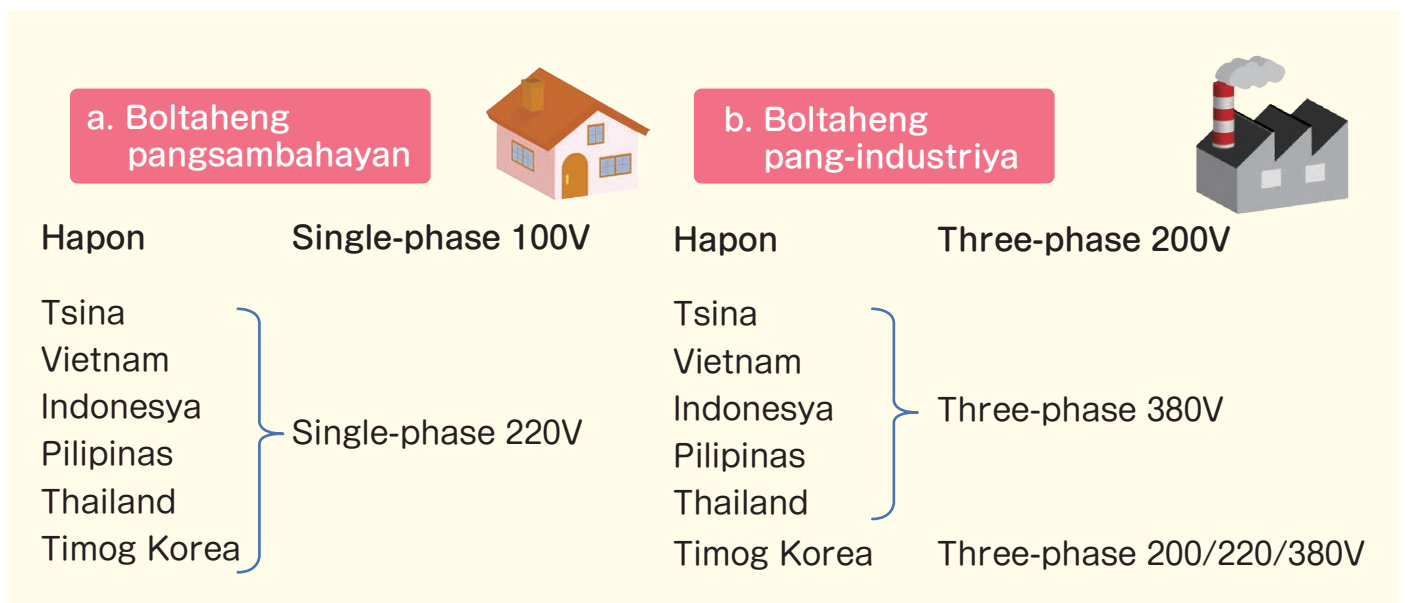 a. Boltaheng
pangsambahayan
Hapon Single-phase 100V
Tsina
Vietnam
Indonesya
Pilipinas
Thailand
Timog Korea
Single-phase 220V
b. Boltaheng
pang-industriya
Hapon Three-phase 200V
Tsina
Vietnam
Indonesya
Pilipinas
Thailand
Three-phase 380V
Timog Korea Three-phase 200/220/380V